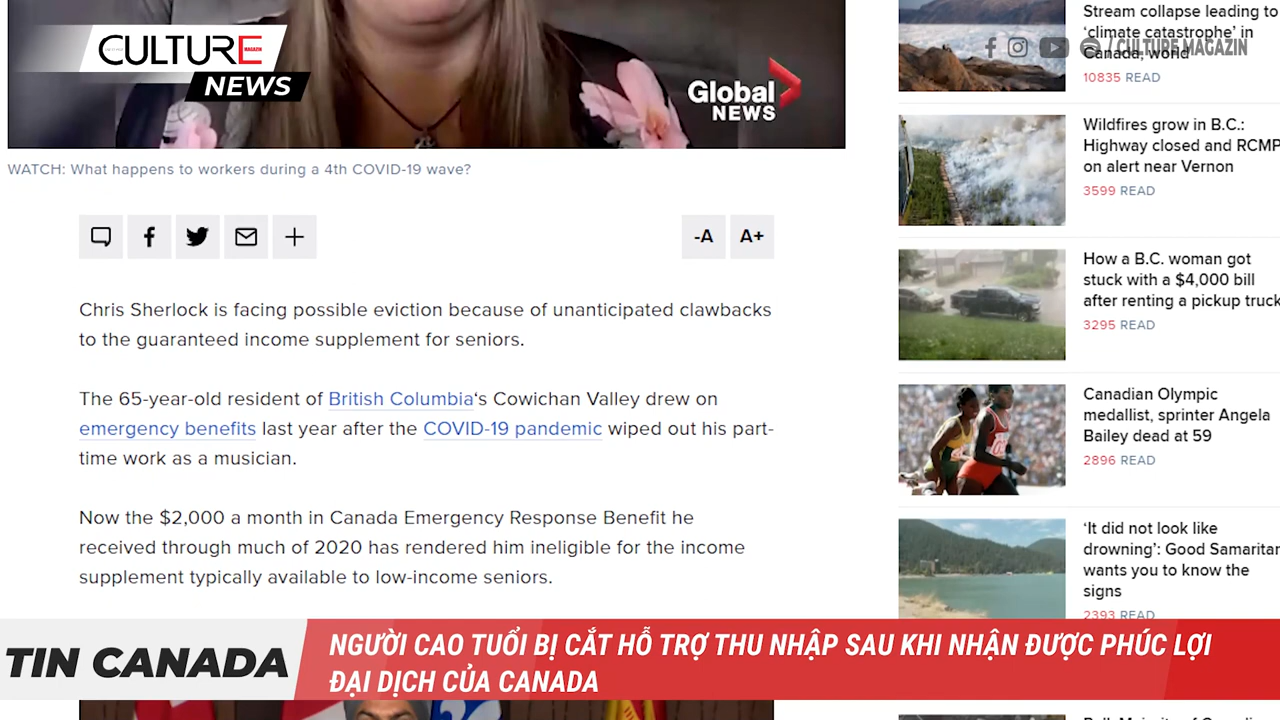 CULTURE
MAGAZIN
NEWS
Global
NEWS
WATCH: What happens to workers during a 4th COVID-19 wave?
-A
A+
Chris Sherlock is facing possible eviction because of unanticipated clawbacks
to the guaranteed income supplement for seniors.
The 65-year-old resident of British Columbia‘s Cowichan Valley drew on
emergency benefits last year after the COVID-19 pandemic wiped out his part-
time work as a musician.
Now the $2,000 a month in Canada Emergency Response Benefit he
received through much of 2020 has rendered him ineligible for the income
supplement typically available to low-income seniors.
Stream collapse leading to
‘climate catastrophe’ in
Canada, world
/ CULTURE MAGAZIN
10835 READ
Wildfires grow in B.C.:
Highway closed and RCMP
on alert near Vernon
3599 READ
How a B.C. woman got
stuck with a $4,000 bill
after renting a pickup truck
3295 READ
Canadian Olympic
medallist, sprinter Angela
Bailey dead at 59
2896 READ
‘It did not look like
drowning’: Good Samaritan
wants you to know the
signs
2393 READ
TIN CANADA
NGƯỜI CAO TUỔI BỊ CẮT HỖ TRỢ THU NHẬP SAU KHI NHẬN ĐƯỢC PHÚC LỢI
ĐẠI DỊCH CỦA CANADA